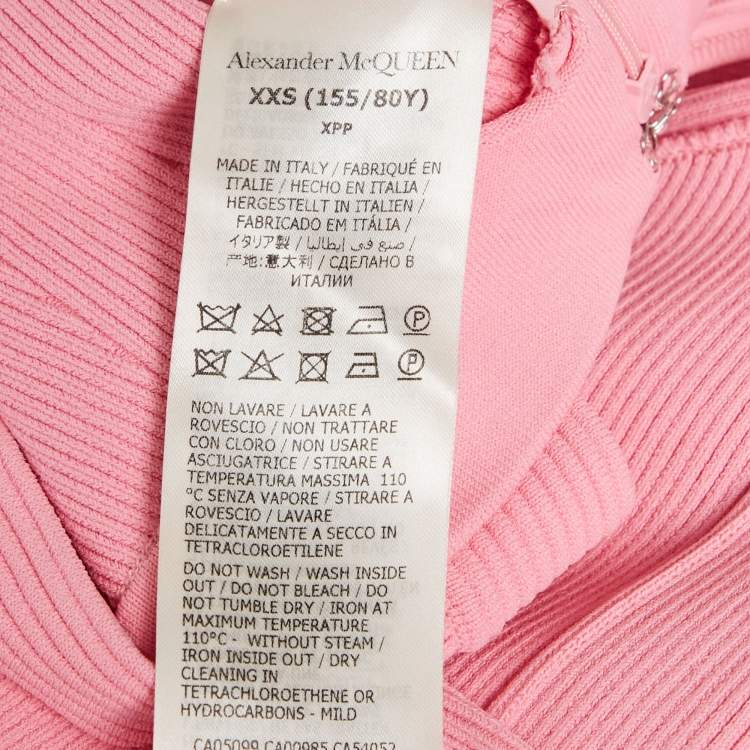 Alexander McQUEEN
XXS (155/80Y)
XPP
MADE IN ITALY / FABRIQUÉ EN
ITALIE / HECHO EN ITALIA /
HERGESTELLT IN ITALIEN /
FABRICADO EM ITÁLIA /
イタリア製 / صنع في إيطاليا /
产地:意大利 / СДЕЛАНО В
ИТАЛИИ
P
P
NON LAVARE / LAVARE A
ROVESCIO / NON TRATTARE
CON CLORO / NON USARE
ASCIUGATRICE / STIRARE A
TEMPERATURA MASSIMA 110
°C SENZA VAPORE / STIRARE A
ROVESCIO / LAVARE
DELICATAMENTE A SECCO IN
TETRACLOROETILENE
DO NOT WASH / WASH INSIDE
OUT / DO NOT BLEACH / DO
NOT TUMBLE DRY / IRON AT
MAXIMUM TEMPERATURE
110°C - WITHOUT STEAM /
IRON INSIDE OUT / DRY
CLEANING IN
TETRACHLOROETHENE OR
HYDROCARBONS - MILD
CA05099 CA00985 CA54052